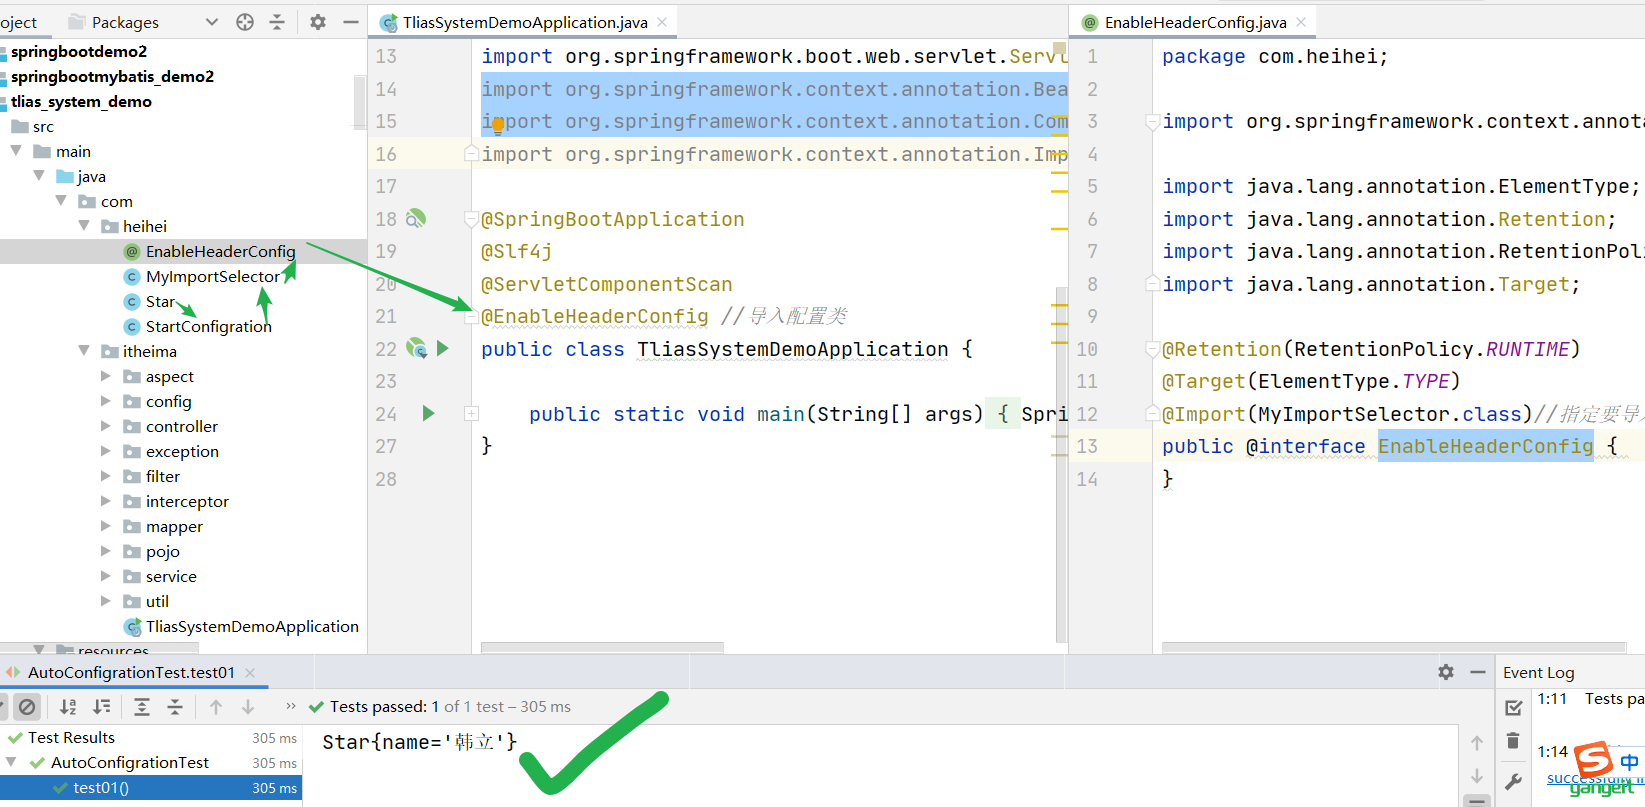 oject
Packages
springbootdemo2
springbootmybatis_demo2
tlias_system_demo
src
main
java
com
heihei
EnableHeaderConfig
MyImportSelector
Star
StartConfigration
itheima
aspect
config
controller
exception
filter
interceptor
mapper
pojo
service
util
TliasSystemDemoApplication
resources
TliasSystemDemoApplication.java
13 import org.springframework.boot.web.servlet.Servl
14 import org.springframework.context.annotation.Bea
15 import org.springframework.context.annotation.Com
16 import org.springframework.context.annotation.Imp
17
18 @SpringBootApplication
19 @Slf4j
20 @ServletComponentScan
21 @EnableHeaderConfig //导入配置类
22 public class TliasSystemDemoApplication {
23
24 public static void main(String[] args) { Spri
27 }
28
EnableHeaderConfig.java
1 package com.heihei;
2
3 import org.springframework.context.annota
4
5 import java.lang.annotation.ElementType;
6 import java.lang.annotation.Retention;
7 import java.lang.annotation.RetentionPoli
8 import java.lang.annotation.Target;
9
10 @Retention(RetentionPolicy.RUNTIME)
11 @Target(ElementType.TYPE)
12 @Import(MyImportSelector.class)//指定要导
13 public @interface EnableHeaderConfig {
14 }
AutoConfigrationTest.test01
Tests passed: 1 of 1 test – 305 ms
Test Results 305 ms
AutoConfigrationTest 305 ms
test01() 305 ms
Star{name='韩立'}
Event Log
1:11 Tests pa
1:14
中
yangert